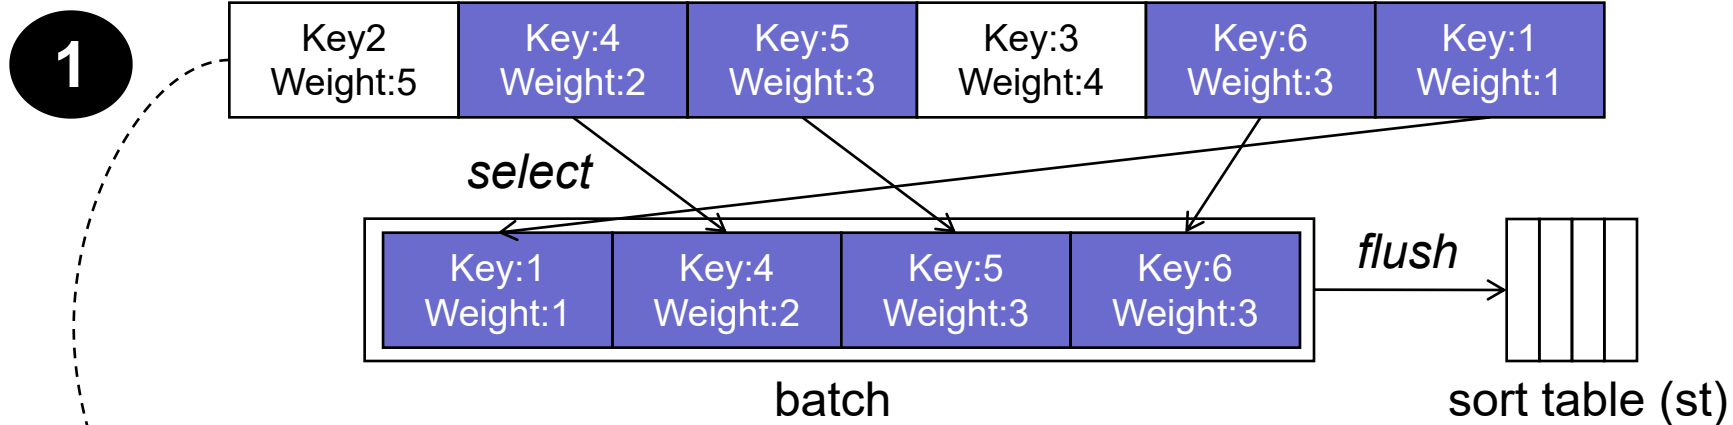 1
Key2
Weight:5
Key:4
Weight:2
Key:5
Weight:3
Key:3
Weight:4
Key:6
Weight:3
Key:1
Weight:1
select
Key:1
Weight:1
Key:4
Weight:2
Key:5
Weight:3
Key:6
Weight:3
flush
batch
sort table (st)